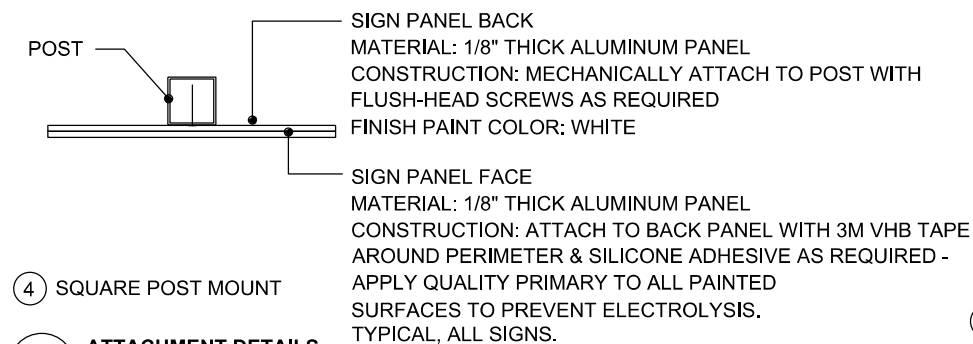 POST
SIGN PANEL BACK
MATERIAL: 1/8" THICK ALUMINUM PANEL
CONSTRUCTION: MECHANICALLY ATTACH TO POST WITH
FLUSH-HEAD SCREWS AS REQUIRED
FINISH PAINT COLOR: WHITE
SIGN PANEL FACE
MATERIAL: 1/8" THICK ALUMINUM PANEL
CONSTRUCTION: ATTACH TO BACK PANEL WITH 3M VHB TAPE
AROUND PERIMETER & SILICONE ADHESIVE AS REQUIRED -
APPLY QUALITY PRIMARY TO ALL PAINTED
SURFACES TO PREVENT ELECTROLYSIS.
TYPICAL, ALL SIGNS.
4 SQUARE POST MOUNT
ATTACHMENT DETAILS